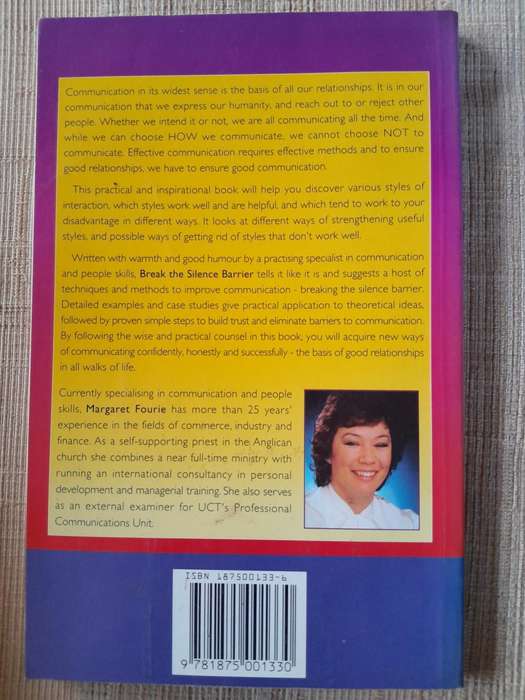 Communication in its widest sense is the basis of all our relationships. It is in our
communication that we express our humanity, and reach out to or reject other
people. Whether we intend it or not, we are all communicating all the time. And
while we can choose HOW we communicate, we cannot choose NOT to
communicate. Effective communication requires effective methods and to ensure
good relationships, we have to ensure good communication.
This practical and inspirational book will help you discover various styles of
interaction, which styles work well and are helpful, and which tend to work to your
disadvantage in different ways. It looks at different ways of strengthening useful
styles, and possible ways of getting rid of styles that don't work well.
Written with warmth and good humour by a practising specialist in communication
and people skills, Break the Silence Barrier tells it like it is and suggests a host of
techniques and methods to improve communication - breaking the silence barrier.
Detailed examples and case studies give practical application to theoretical ideas,
followed by proven simple steps to build trust and eliminate barriers to communication.
By following the wise and practical counsel in this book, you will acquire new ways
of communicating confidently, honestly and successfully - the basis of good relationships
in all walks of life.
Currently specialising in communication and people
skills, Margaret Fourie has more than 25 years'
experience in the fields of commerce, industry and
finance. As a self-supporting priest in the Anglican
church she combines a near full-time ministry with
running an international consultancy in personal
development and managerial training. She also serves
as an external examiner for UCT's Professional
Communications Unit.
ISBN 187500133-6
9 781875 001330